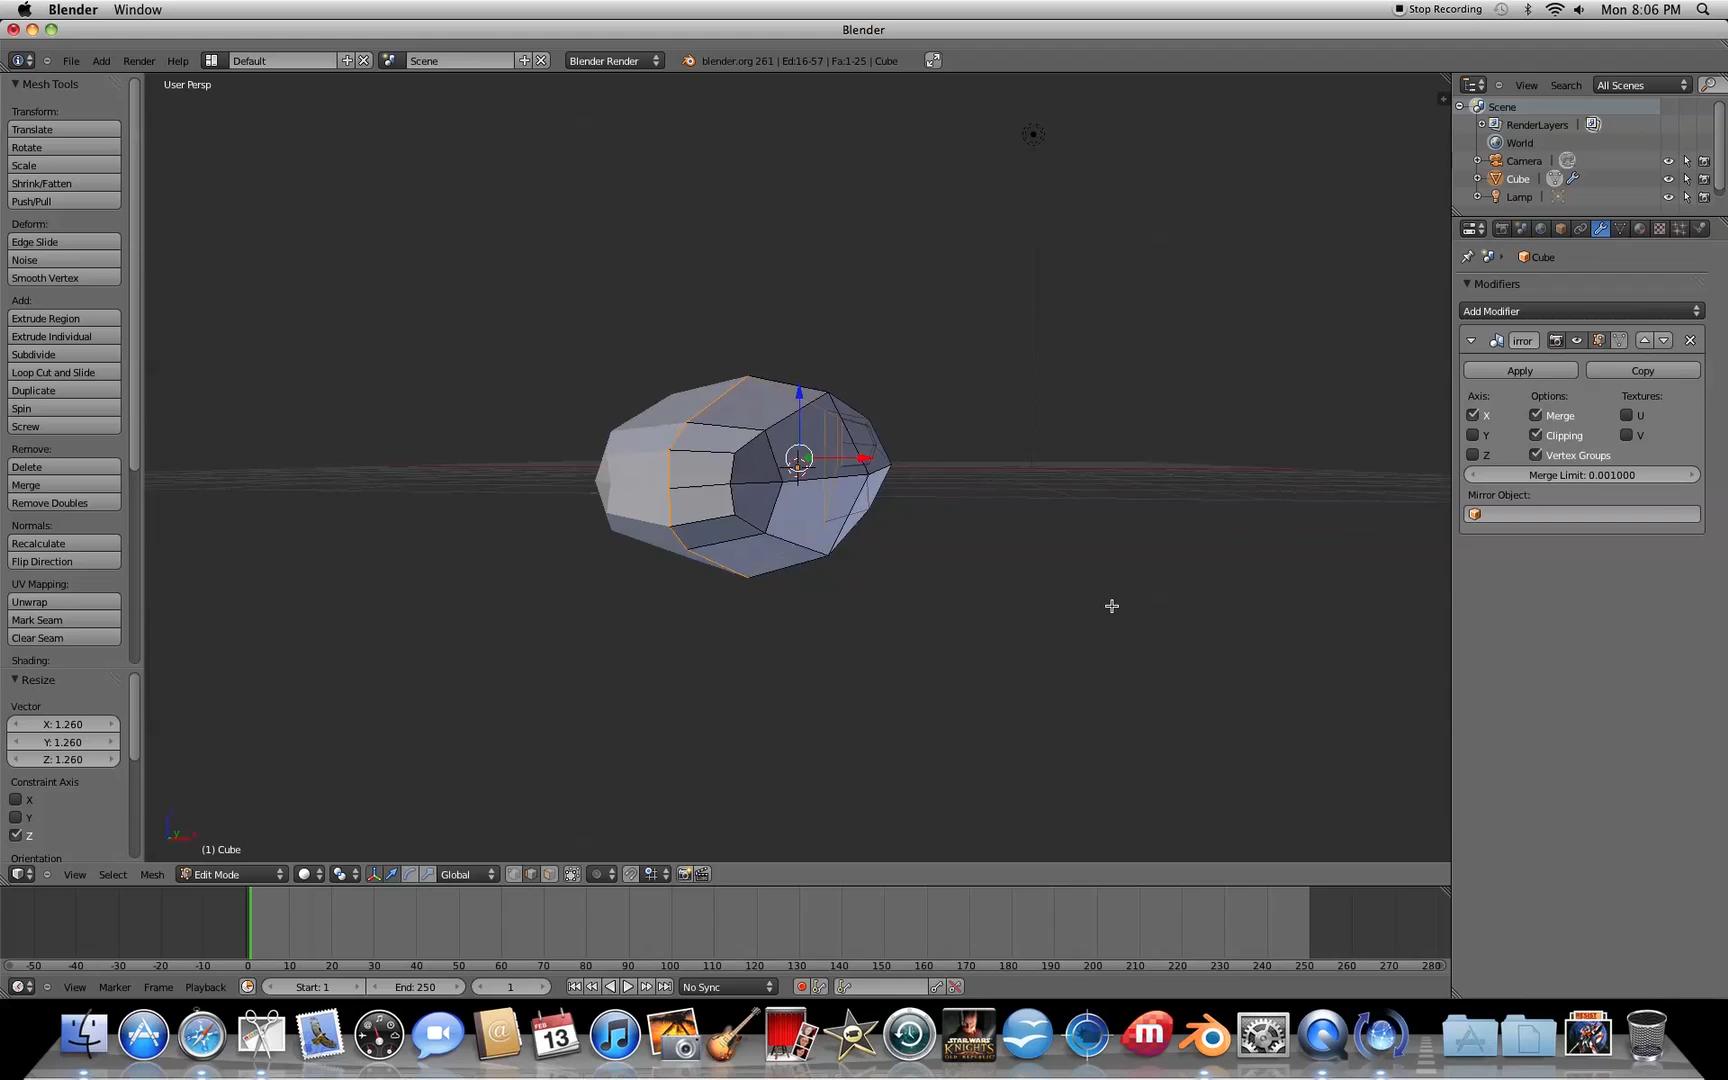 Blender Window Stop Recording Mon 8:06 PM
Blender
File Add Render Help Default Scene Blender Render blender.org 261 | Ed:16-57 | Fa:1-25 | Cube
Mesh Tools
Transform:
Translate
Rotate
Scale
Shrink/Fatten
Push/Pull
Deform:
Edge Slide
Noise
Smooth Vertex
Add:
Extrude Region
Extrude Individual
Subdivide
Loop Cut and Slide
Duplicate
Spin
Screw
Remove:
Delete
Merge
Remove Doubles
Normals:
Recalculate
Flip Direction
UV Mapping:
Unwrap
Mark Seam
Clear Seam
Shading:
Resize
Vector
X: 1.260
Y: 1.260
Z: 1.260
Constraint Axis
X
Y
Z
Orientation
User Persp
(1) Cube
View Select Mesh Edit Mode Global
-50 -40 -30 -20 -10 0 10 20 30 40 50 60 70 80 90 100 110 120 130 140 150 160 170 180 190 200 210 220 230 240 250 260 270 280
View Marker Frame Playback Start: 1 End: 250 1 No Sync
View Search All Scenes
Scene
RenderLayers |
World
Camera |
Cube |
Lamp |
Cube
Modifiers
Add Modifier
irror
Apply Copy
Axis: Options: Textures:
X Merge U
Y Clipping V
Z Vertex Groups
Merge Limit: 0.001000
Mirror Object:
FEB
13
KNIGHTS
RESIST